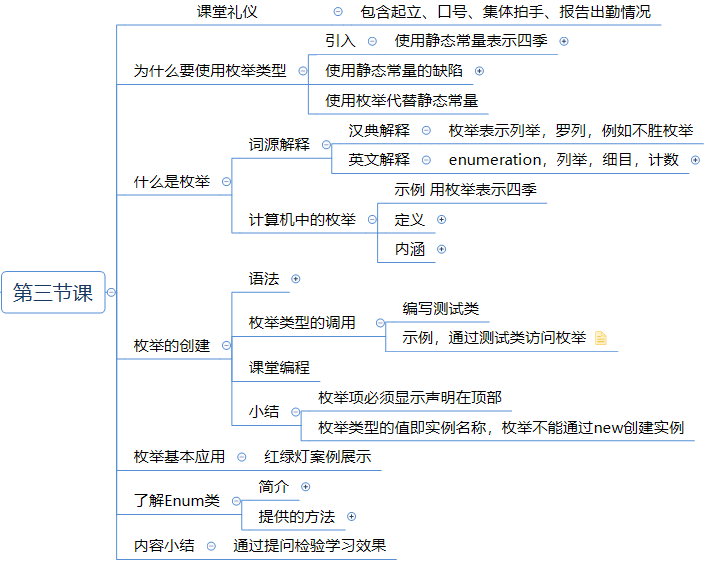 第三节课
课堂礼仪
包含起立、口号、集体拍手、报告出勤情况
为什么要使用枚举类型
引入
使用静态常量表示四季
使用静态常量的缺陷
使用枚举代替静态常量
什么是枚举
词源解释
汉典解释
枚举表示列举，罗列，例如不胜枚举
英文解释
enumeration，列举，细目，计数
计算机中的枚举
示例 用枚举表示四季
定义
内涵
枚举的创建
语法
枚举类型的调用
编写测试类
示例，通过测试类访问枚举
课堂编程
小结
枚举项必须显示声明在顶部
枚举类型的值即实例名称，枚举不能通过new创建实例
枚举基本应用
红绿灯案例展示
了解Enum类
简介
提供的方法
内容小结
通过提问检验学习效果